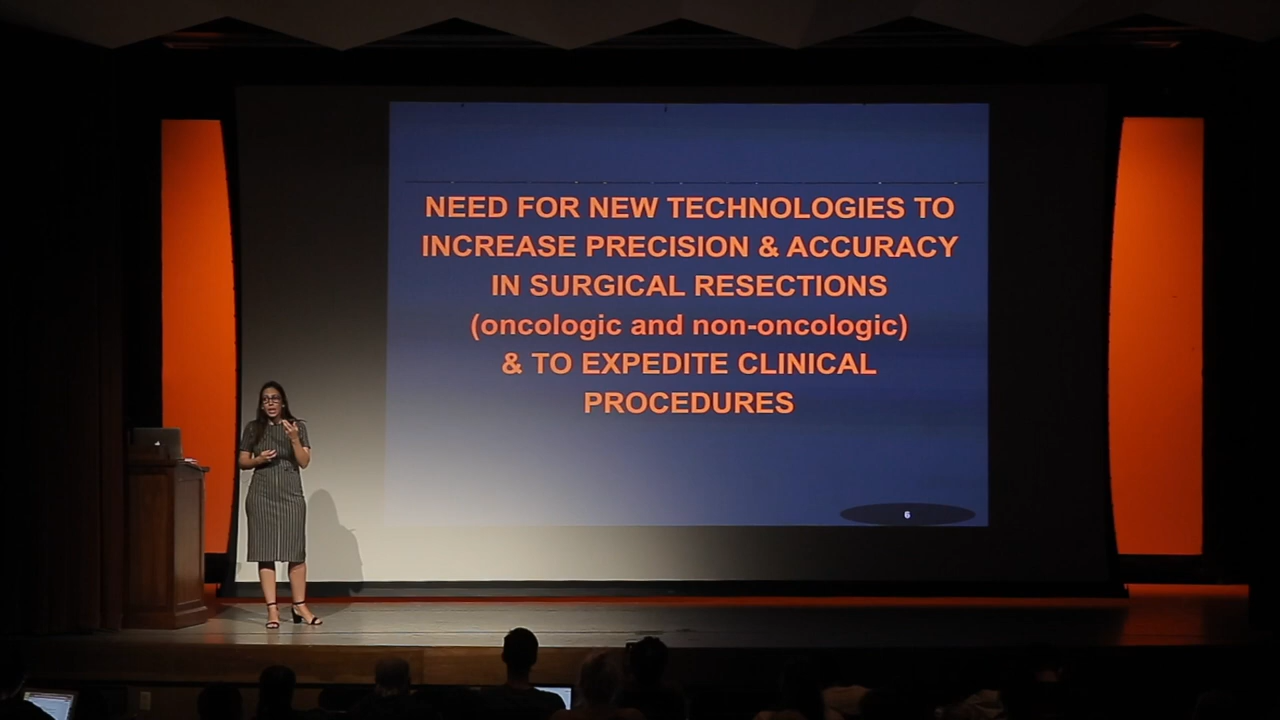 NEED FOR NEW TECHNOLOGIES TO
INCREASE PRECISION & ACCURACY
IN SURGICAL RESECTIONS
(oncologic and non-oncologic)
& TO EXPEDITE CLINICAL
PROCEDURES
6